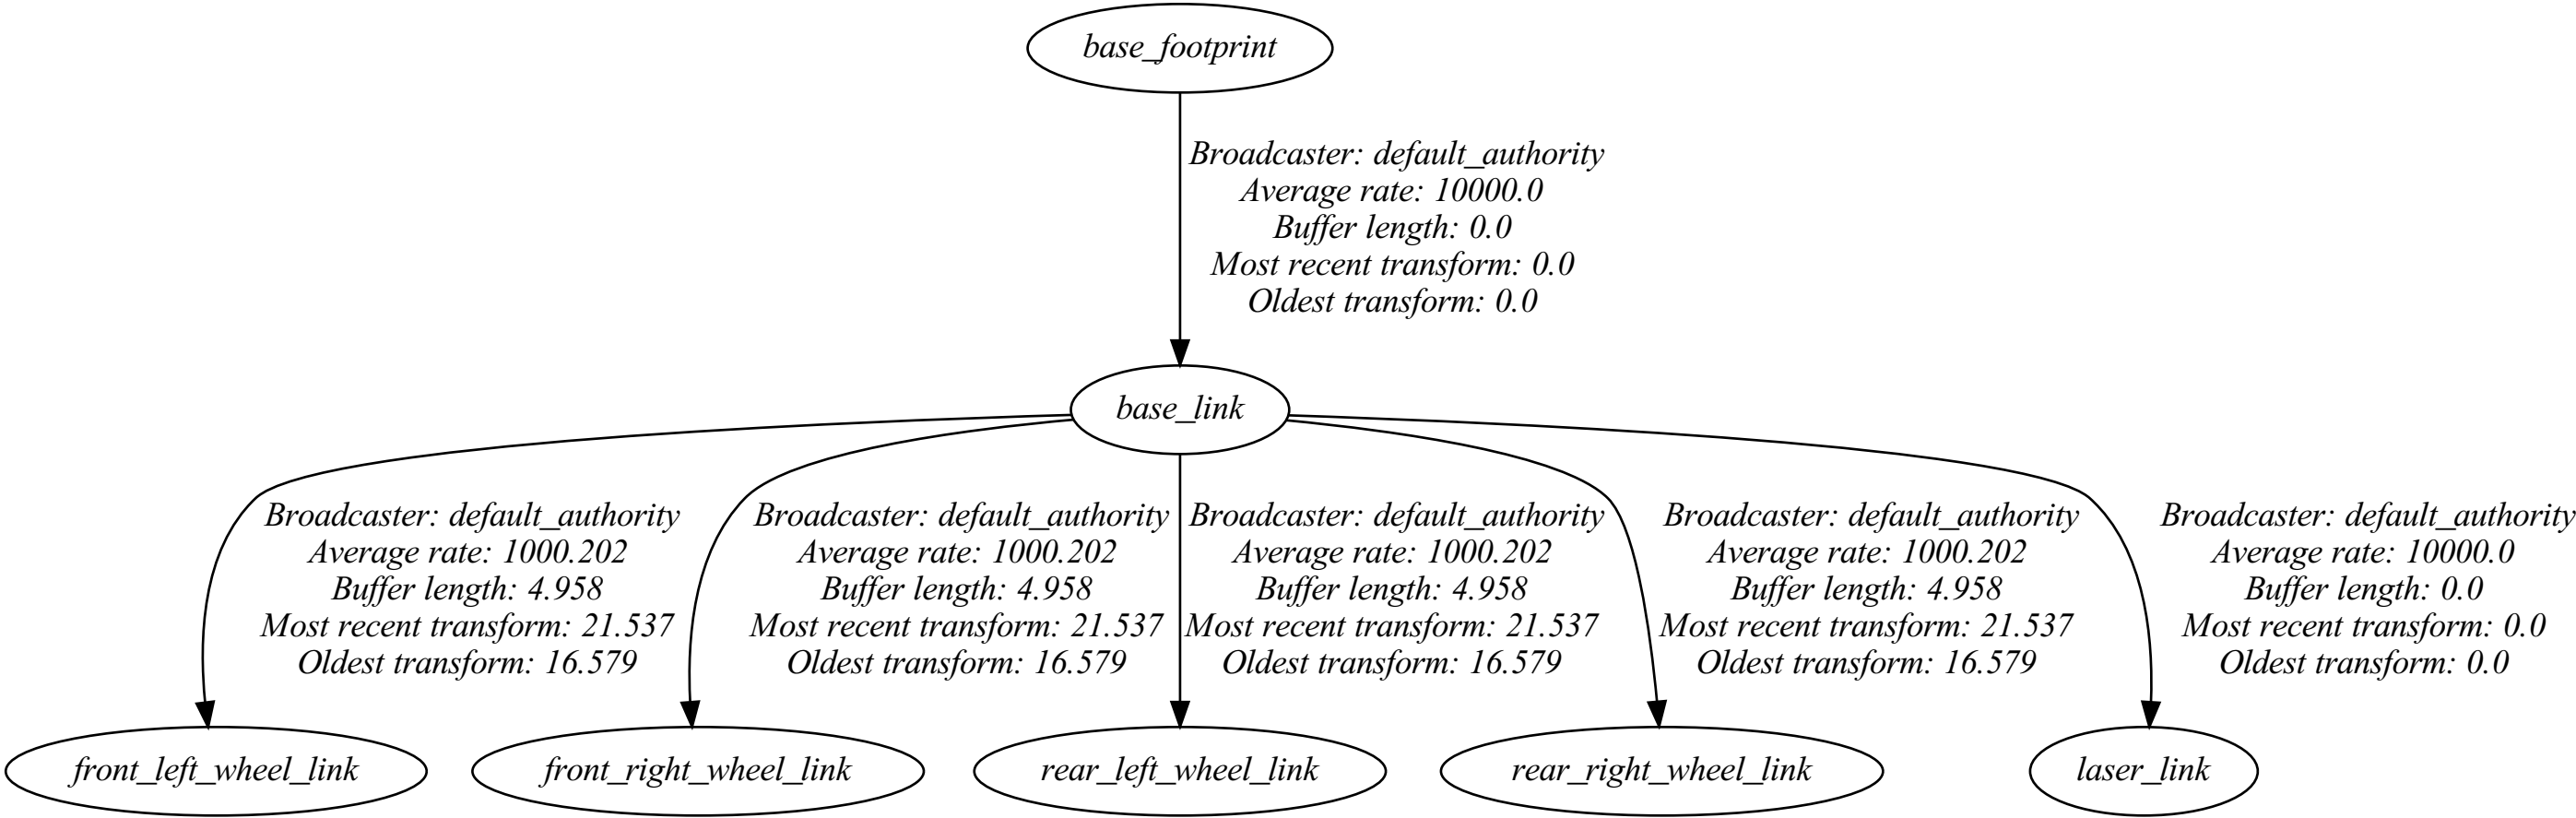 base_footprint
Broadcaster: default_authority
Average rate: 10000.0
Buffer length: 0.0
Most recent transform: 0.0
Oldest transform: 0.0
base_link
Broadcaster: default_authority
Average rate: 1000.202
Buffer length: 4.958
Most recent transform: 21.537
Oldest transform: 16.579
Broadcaster: default_authority
Average rate: 1000.202
Buffer length: 4.958
Most recent transform: 21.537
Oldest transform: 16.579
Broadcaster: default_authority
Average rate: 1000.202
Buffer length: 4.958
Most recent transform: 21.537
Oldest transform: 16.579
Broadcaster: default_authority
Average rate: 1000.202
Buffer length: 4.958
Most recent transform: 21.537
Oldest transform: 16.579
Broadcaster: default_authority
Average rate: 10000.0
Buffer length: 0.0
Most recent transform: 0.0
Oldest transform: 0.0
front_left_wheel_link
front_right_wheel_link
rear_left_wheel_link
rear_right_wheel_link
laser_link